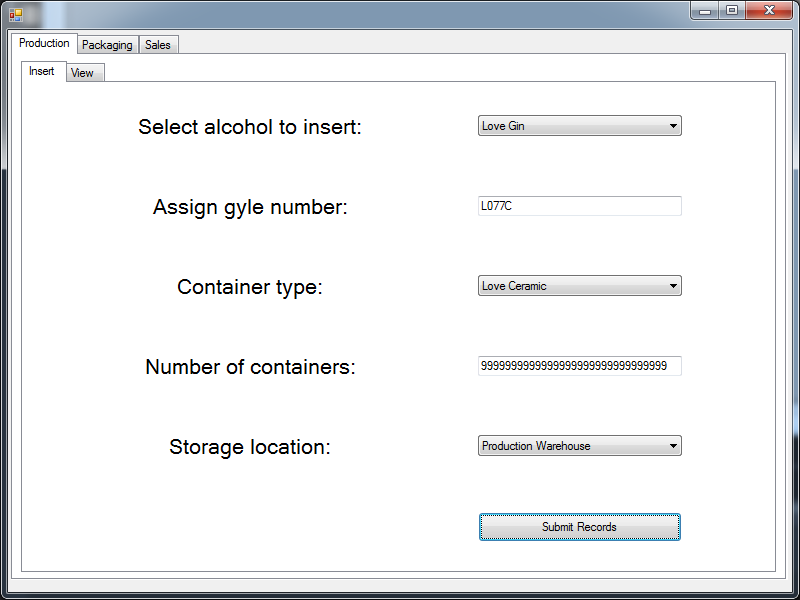 Production Packaging Sales
Insert View
Select alcohol to insert: Love Gin
Assign gyle number: L077C
Container type: Love Ceramic
Number of containers: 9999999999999999999999999999999
Storage location: Production Warehouse
Submit Records